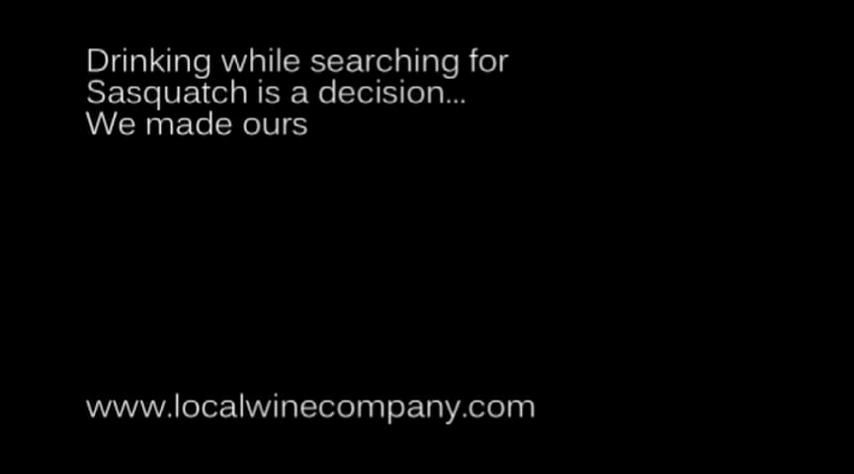 Drinking while searching for
Sasquatch is a decision...
We made ours
www.localwinecompany.com